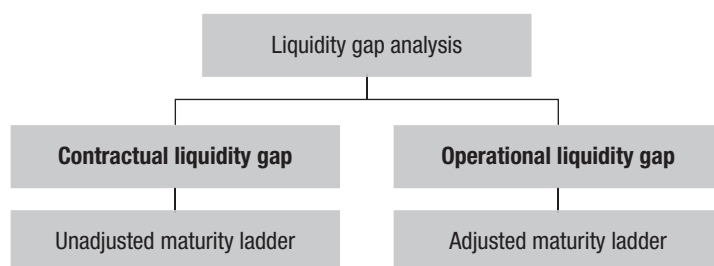 Liquidity gap analysis
Contractual liquidity gap
Operational liquidity gap
Unadjusted maturity ladder
Adjusted maturity ladder